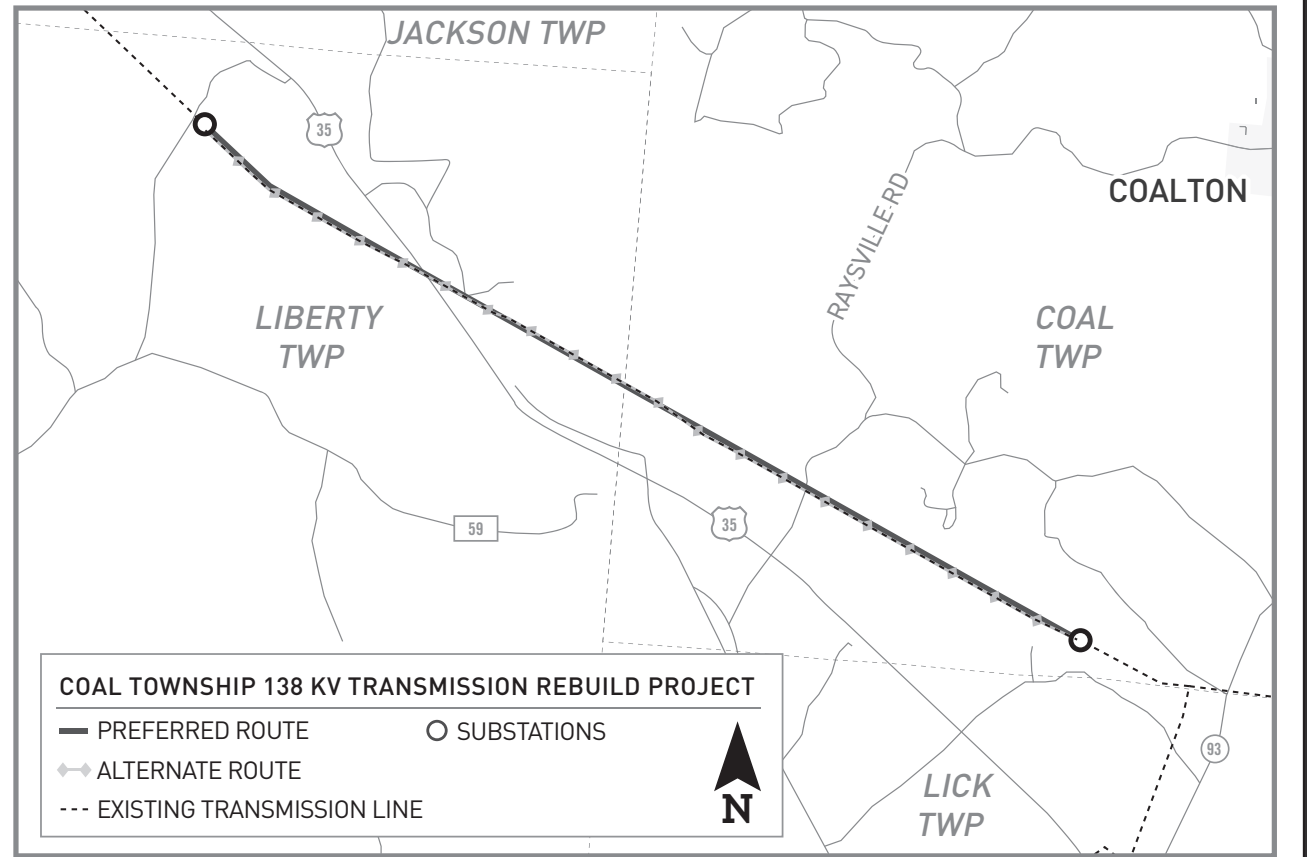 JACKSON TWP
35
COALTON
RAYSVILLE RD
LIBERTY
TWP
COAL
TWP
59
35
COAL TOWNSHIP 138 KV TRANSMISSION REBUILD PROJECT
PREFERRED ROUTE
SUBSTATIONS
ALTERNATE ROUTE
EXISTING TRANSMISSION LINE
N
93
LICK
TWP